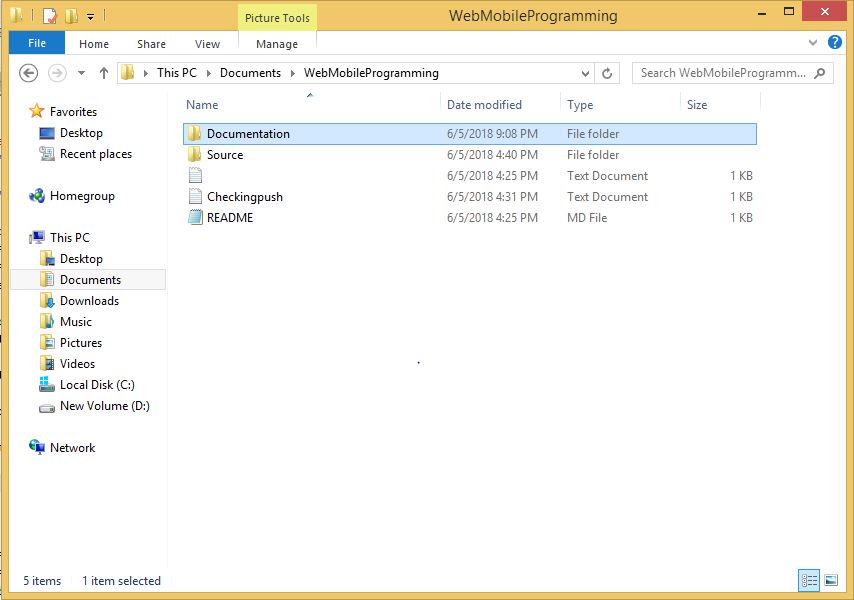 Picture Tools
WebMobileProgramming
File Home Share View Manage
This PC Documents WebMobileProgramming Search WebMobileProgramm...
Name Date modified Type Size
Favorites
Desktop
Recent places
Homegroup
This PC
Desktop
Documents
Downloads
Music
Pictures
Videos
Local Disk (C:)
New Volume (D:)
Network
Documentation 6/5/2018 9:08 PM File folder
Source 6/5/2018 4:40 PM File folder
6/5/2018 4:25 PM Text Document 1 KB
Checkingpush 6/5/2018 4:31 PM Text Document 1 KB
README 6/5/2018 4:25 PM MD File 1 KB
5 items 1 item selected